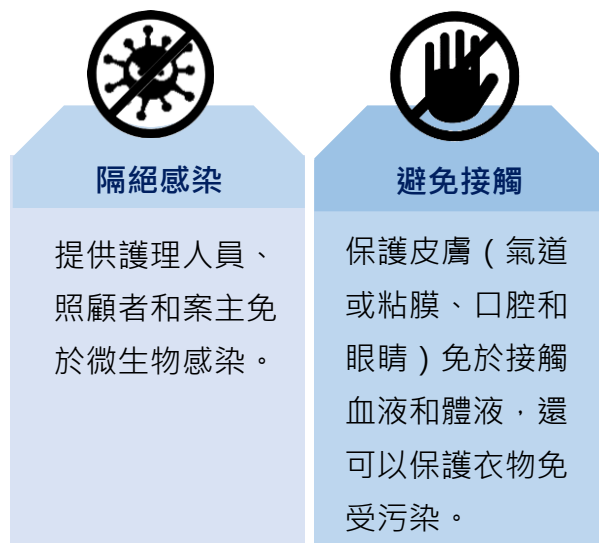 隔絕感染
提供護理人員、
照顧者和案主免
於微生物感染。
避免接觸
保護皮膚（氣道
或粘膜、口腔和
眼睛）免於接觸
血液和體液，還
可以保護衣物免
受污染。